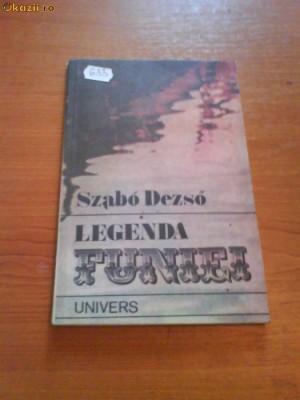 Okazii.ro
633
Szabó Dezső
LEGENDA
FUNIEI
UNIVERS